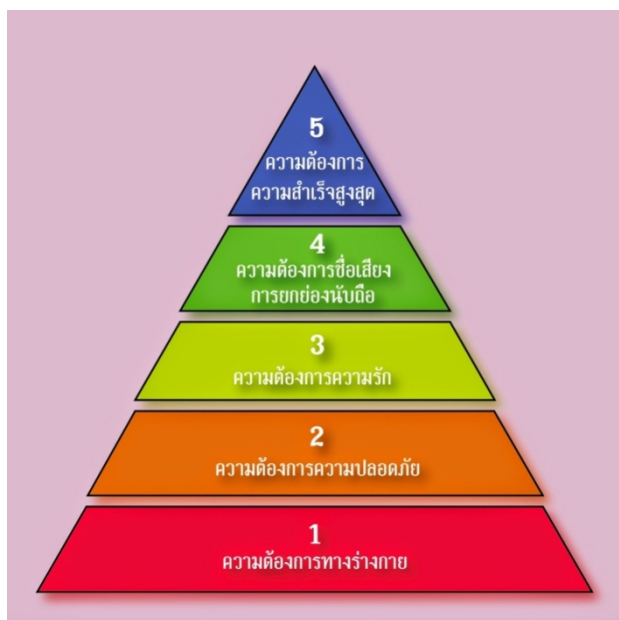 5
ความต้องการ
ความสำเร็จสูงสุด
4
ความต้องการชื่อเสียง
การยกย่องนับถือ
3
ความต้องการความรัก
2
ความต้องการความปลอดภัย
1
ความต้องการทางร่างกาย